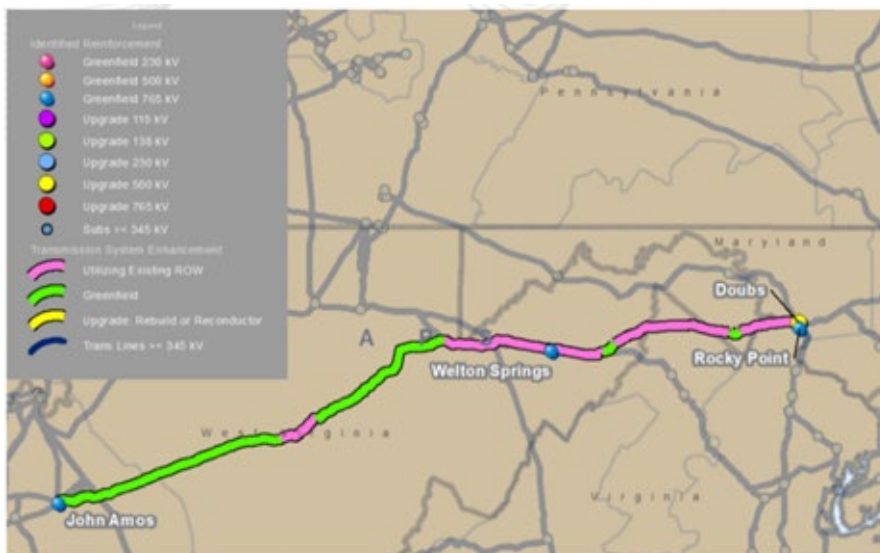 Legend
Identified Reinforcement
Greenfield 230 kV
Greenfield 500 kV
Greenfield 765 kV
Upgrade 115 kV
Upgrade 138 kV
Upgrade 230 kV
Upgrade 500 kV
Upgrade 765 kV
Subs >= 345 kV
Transmission System Enhancement
Utilizing Existing ROW
Greenfield
Upgrade: Rebuild or Reconductor
Trans Lines >= 345 kV
Pennsylvania
Maryland
Doubs
A
Welton Springs
Rocky Point
West Virginia
Virginia
John Amos